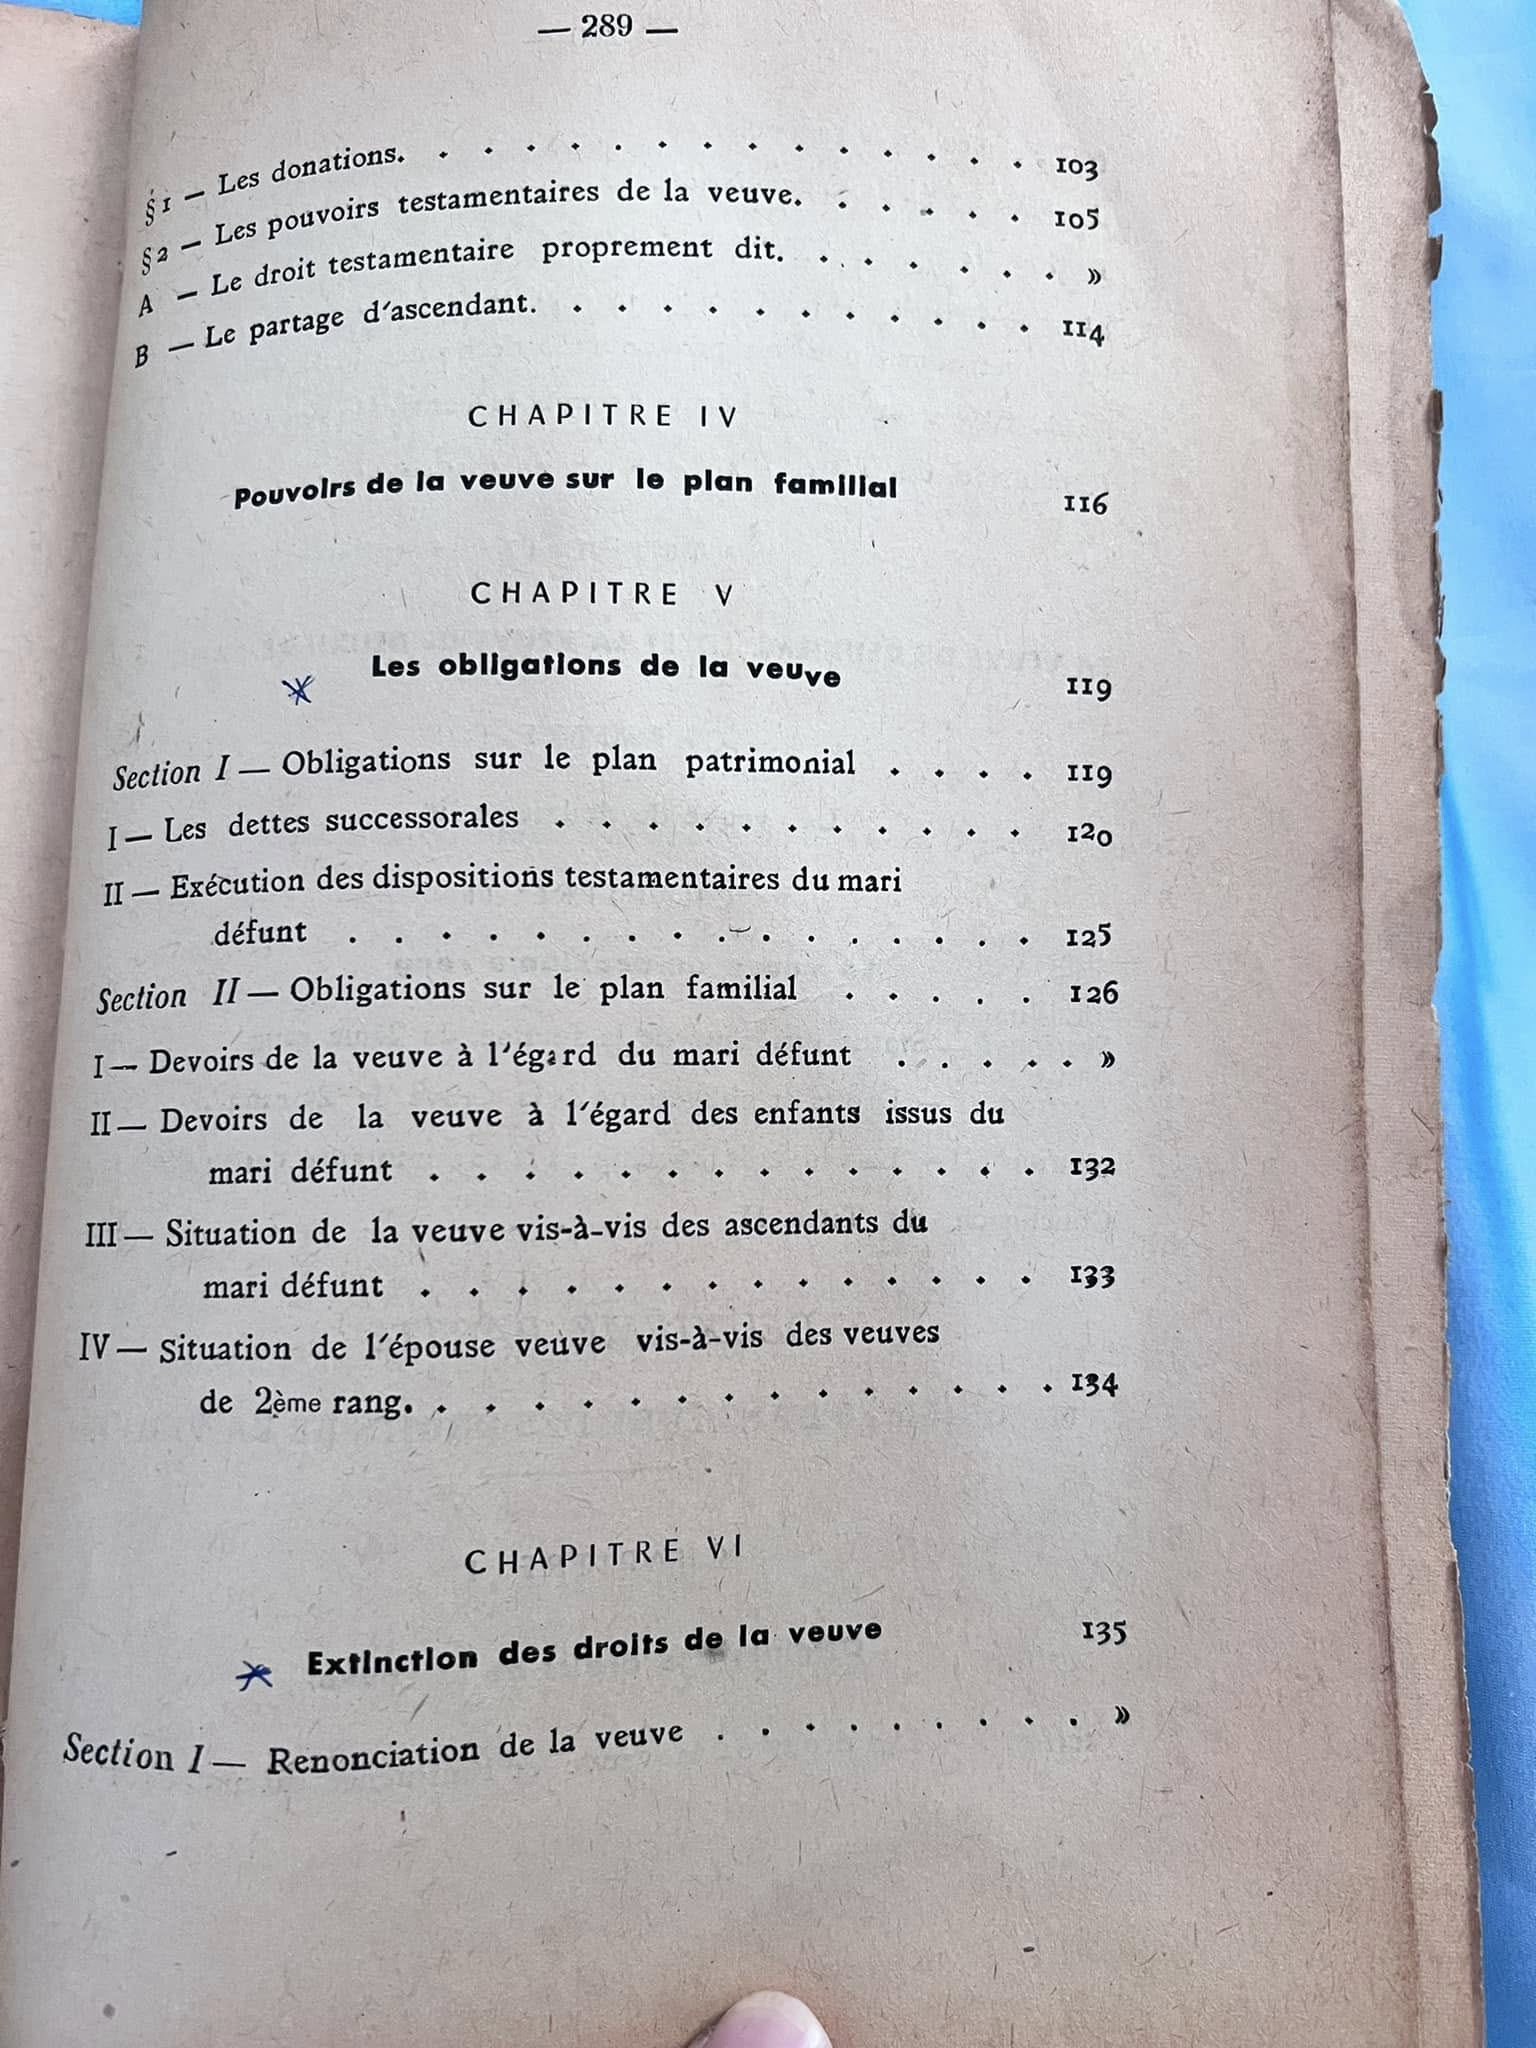 — 289 —
§ 1 — Les donations. . . . . . . . . . . . . . . 103
§ 2 — Les pouvoirs testamentaires de la veuve. . . . . . 105
A — Le droit testamentaire proprement dit. . . . . . . »
B — Le partage d'ascendant. . . . . . . . . . . . 114
CHAPITRE IV
Pouvoirs de la veuve sur le plan familial 116
CHAPITRE V
Les obligations de la veuve 119
Section I — Obligations sur le plan patrimonial . . . . 119
I — Les dettes successorales . . . . . . . . . . . 120
II — Exécution des dispositions testamentaires du mari
défunt . . . . . . . . . . . . . . . . 125
Section II — Obligations sur le plan familial . . . . . 126
I — Devoirs de la veuve à l'égard du mari défunt . . . . . »
II — Devoirs de la veuve à l'égard des enfants issus du
mari défunt . . . . . . . . . . . . . . 132
III — Situation de la veuve vis-à-vis des ascendants du
mari défunt . . . . . . . . . . . . . . 133
IV — Situation de l'épouse veuve vis-à-vis des veuves
de 2ème rang. . . . . . . . . . . . . . . 134
CHAPITRE VI
Extinction des droits de la veuve 135
Section I — Renonciation de la veuve . . . . . . . . . »